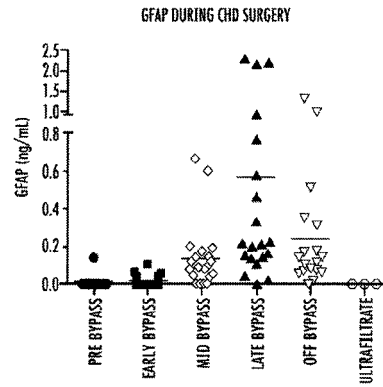 GFAP DURING CHD SURGERY
GFAP (ng/mL)
2.5
2.0
1.5
1.0
0.8
0.6
0.4
0.2
0.0
PRE BYPASS
EARLY BYPASS
MID BYPASS
LATE BYPASS
OFF BYPASS
ULTRAFILTRATE